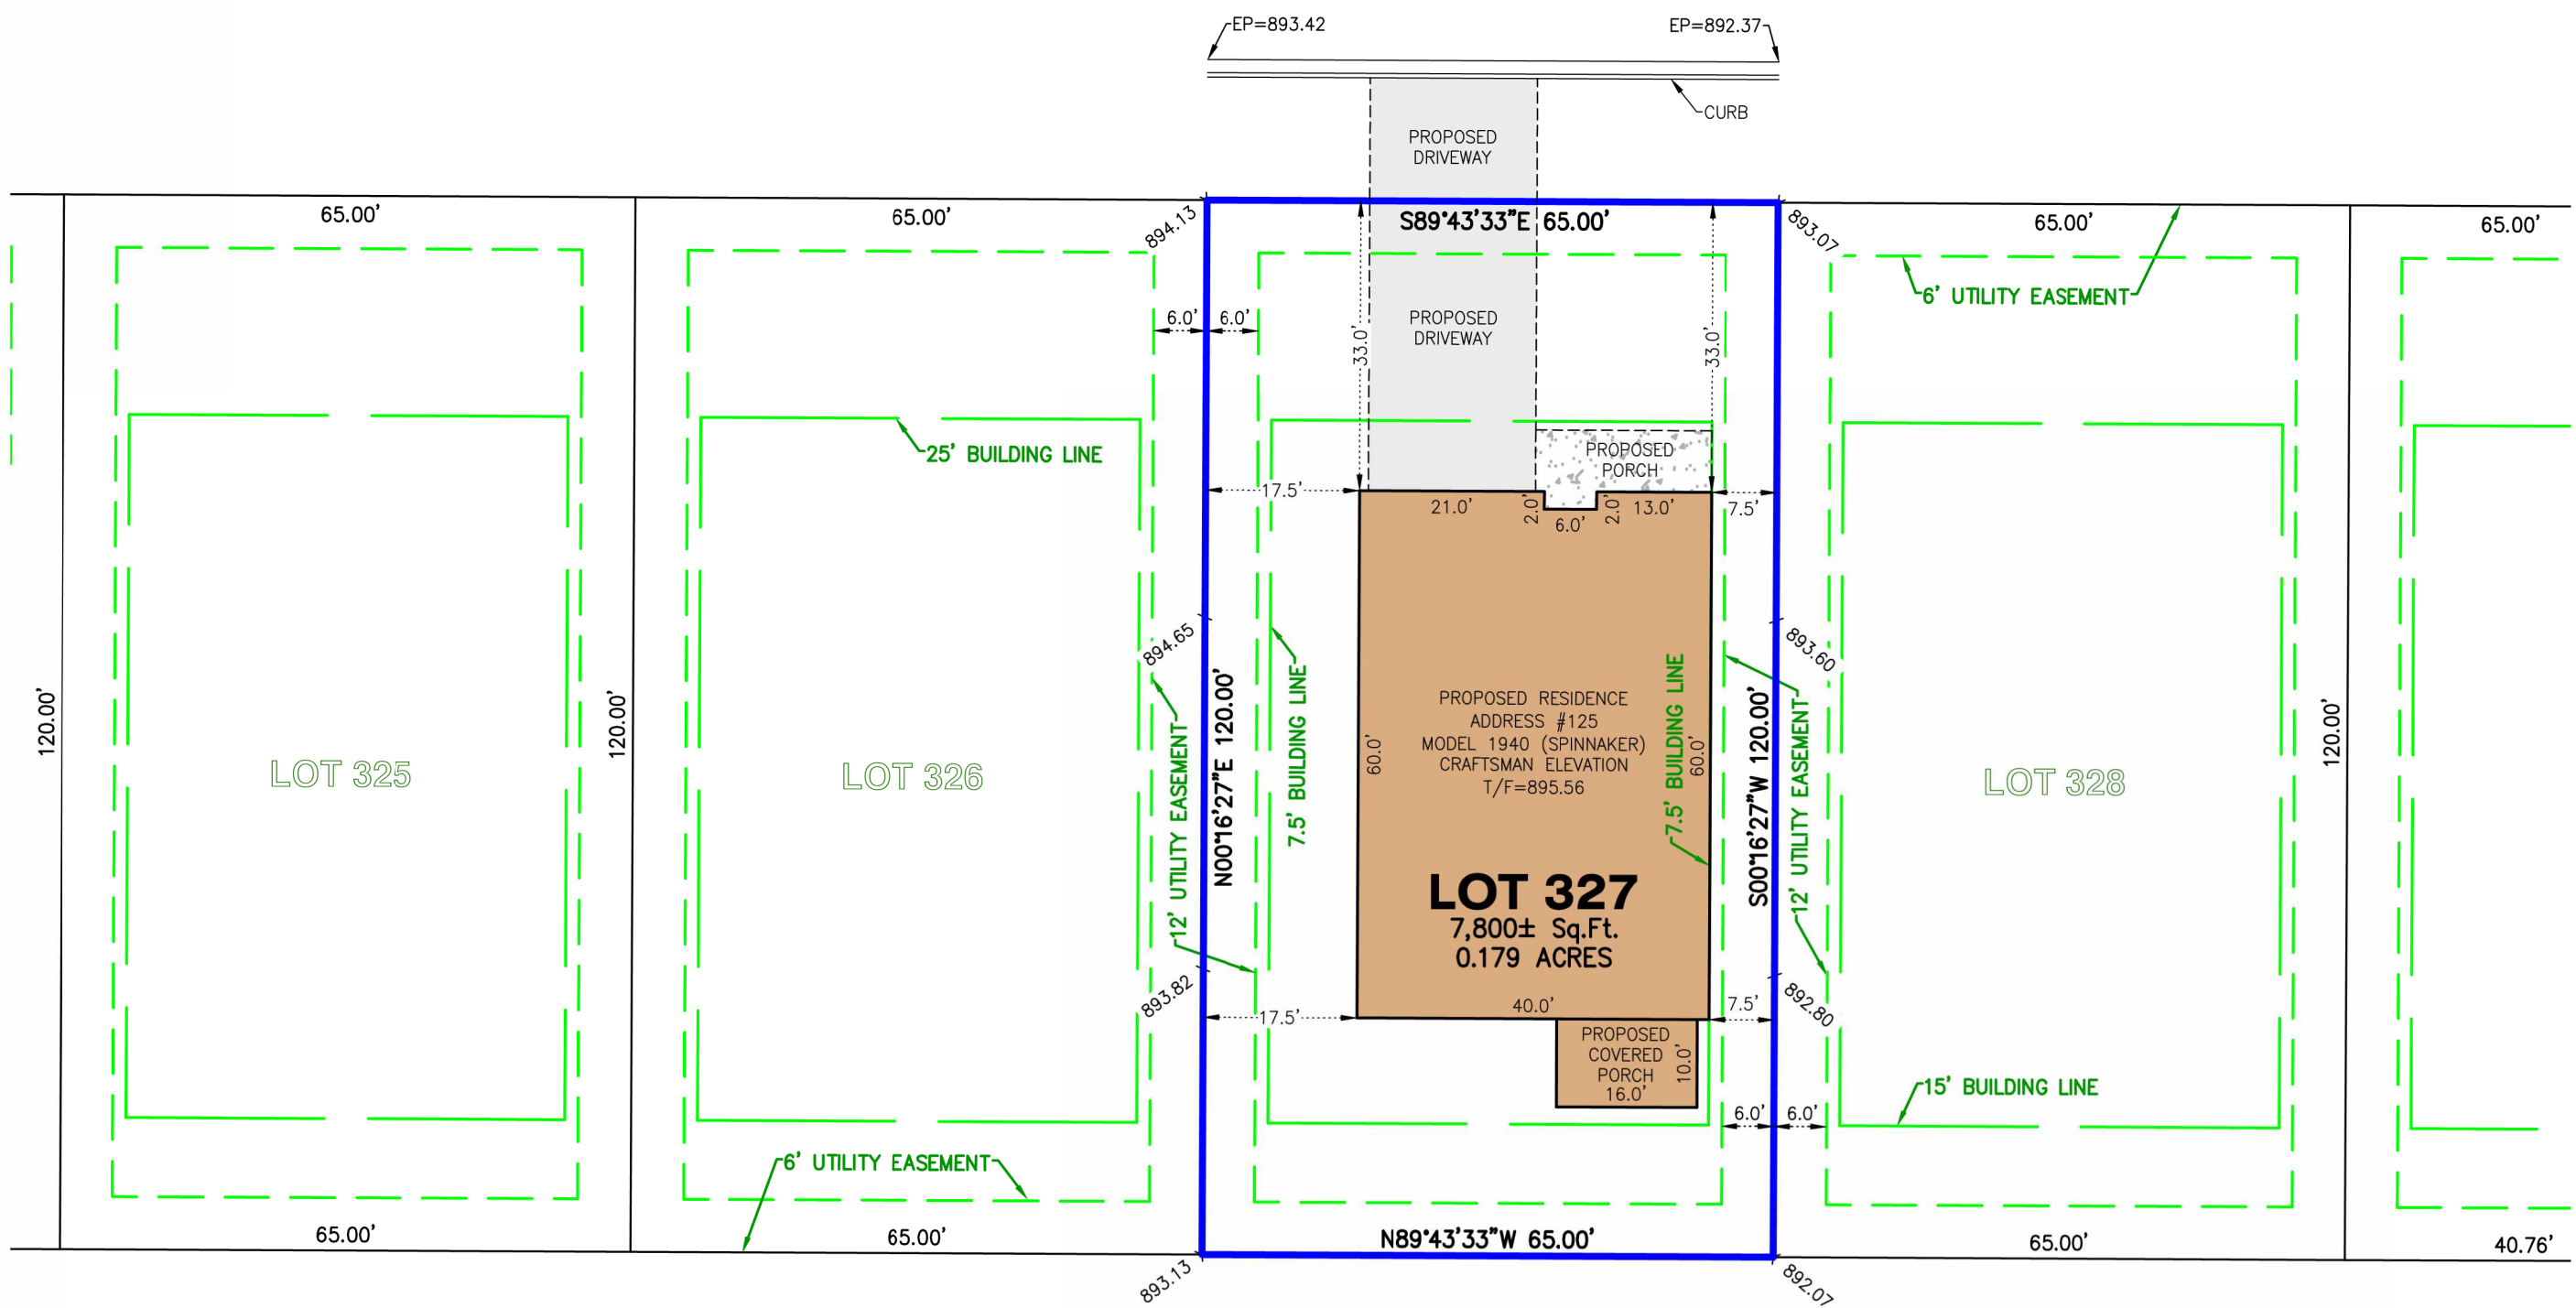 EP=893.42
EP=892.37
CURB
PROPOSED
DRIVEWAY
65.00'
65.00'
894.13
S89°43'33"E 65.00'
893.07
65.00'
65.00'
6' UTILITY EASEMENT
6.0'
6.0'
PROPOSED
DRIVEWAY
33.0'
33.0'
25' BUILDING LINE
PROPOSED
PORCH
17.5'
21.0'
2.0'
6.0'
2.0'
13.0'
7.5'
894.65
893.60
120.00'
120.00'
N00°16'27"E 120.00'
7.5' BUILDING LINE
12' UTILITY EASEMENT
PROPOSED RESIDENCE
ADDRESS #125
MODEL 1940 (SPINNAKER)
CRAFTSMAN ELEVATION
T/F=895.56
60.0'
60.0'
7.5' BUILDING LINE
S00°16'27"W 120.00'
12' UTILITY EASEMENT
120.00'
LOT 325
LOT 326
LOT 328
LOT 327
7,800± Sq.Ft.
0.179 ACRES
893.82
892.80
17.5'
40.0'
7.5'
PROPOSED
COVERED
PORCH
16.0'
10.0'
6.0'
6.0'
15' BUILDING LINE
6' UTILITY EASEMENT
65.00'
65.00'
N89°43'33"W 65.00'
65.00'
40.76'
893.13
892.07